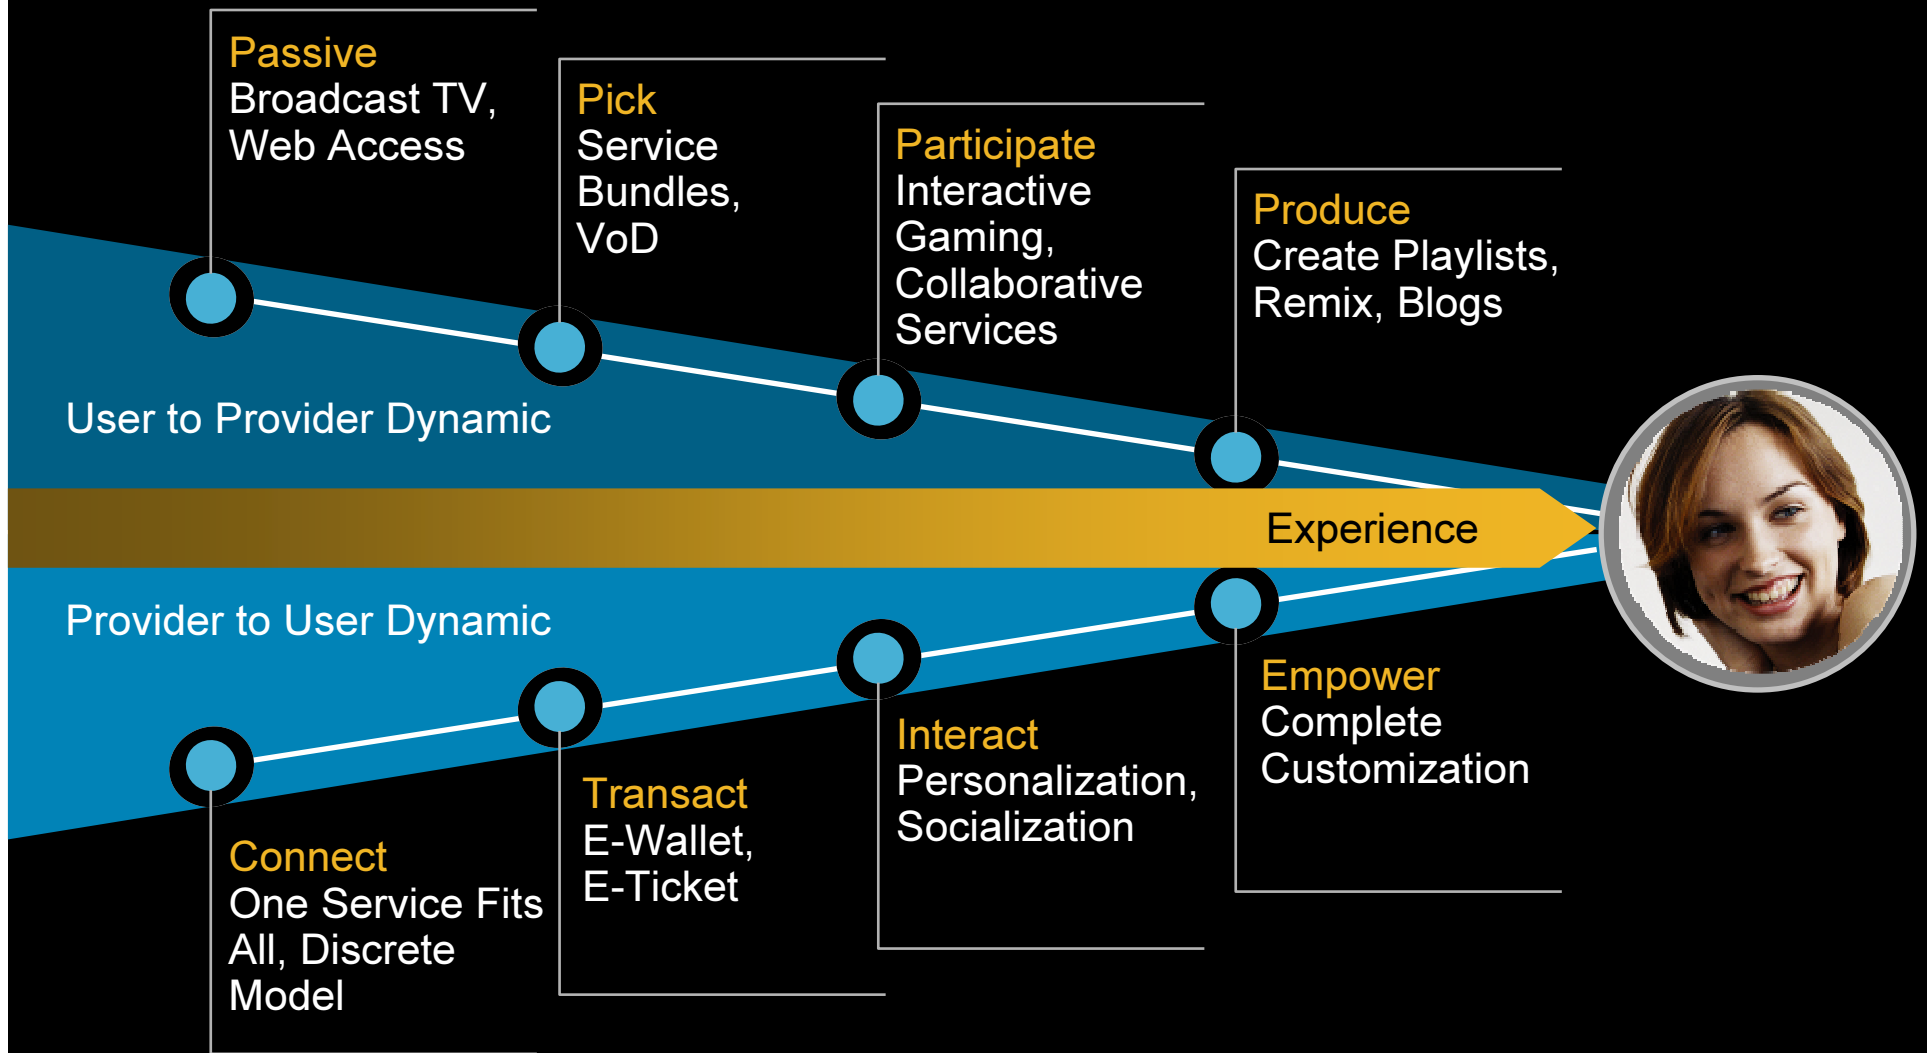 Passive
Broadcast TV,
Web Access
Pick
Service
Bundles,
VoD
Participate
Interactive
Gaming,
Collaborative
Services
Produce
Create Playlists,
Remix, Blogs
User to Provider Dynamic
Experience
Provider to User Dynamic
Connect
One Service Fits
All, Discrete
Model
Transact
E-Wallet,
E-Ticket
Interact
Personalization,
Socialization
Empower
Complete
Customization